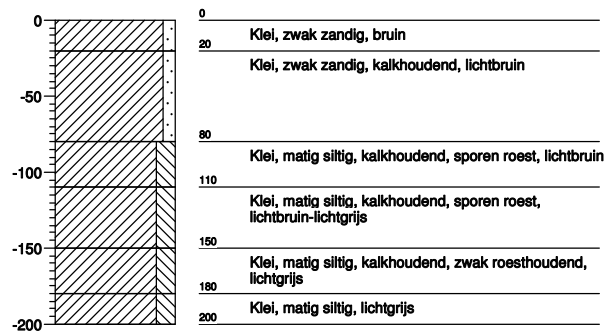 0
0
Klei, zwak zandig, bruin
20
Klei, zwak zandig, kalkhoudend, lichtbruin
-50
80
Klei, matig siltig, kalkhoudend, sporen roest, lichtbruin
-100
110
Klei, matig siltig, kalkhoudend, sporen roest,
lichtbruin-lichtgrijs
-150
150
Klei, matig siltig, kalkhoudend, zwak roesthoudend,
lichtgrijs
180
Klei, matig siltig, lichtgrijs
-200
200